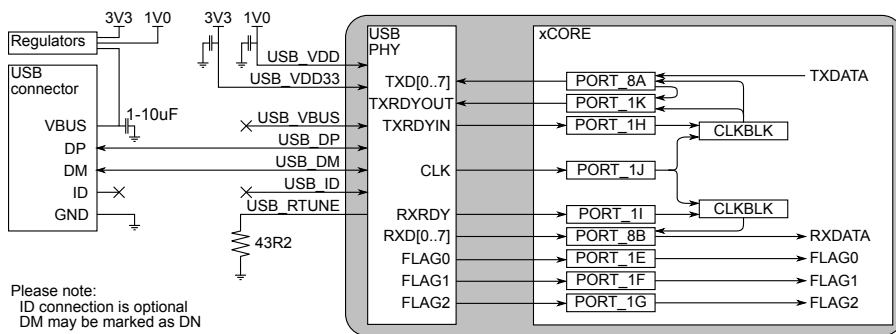 3V3 1V0
Regulators
USB
connector
1-10uF
VBUS
DP
DM
ID
GND
Please note:
ID connection is optional
DM may be marked as DN
3V3 1V0
USB_VDD
USB_VDD33
USB_VBUS
USB_DP
USB_DM
USB_ID
USB_RTUNE
43R2
USB
PHY
TXD[0..7]
TXRDYOUT
TXRDYIN
CLK
RXRDY
RXD[0..7]
FLAG0
FLAG1
FLAG2
xCORE
PORT_8A
PORT_1K
PORT_1H
PORT_1J
PORT_1I
PORT_8B
PORT_1E
PORT_1F
PORT_1G
CLKBLK
CLKBLK
TXDATA
RXDATA
FLAG0
FLAG1
FLAG2